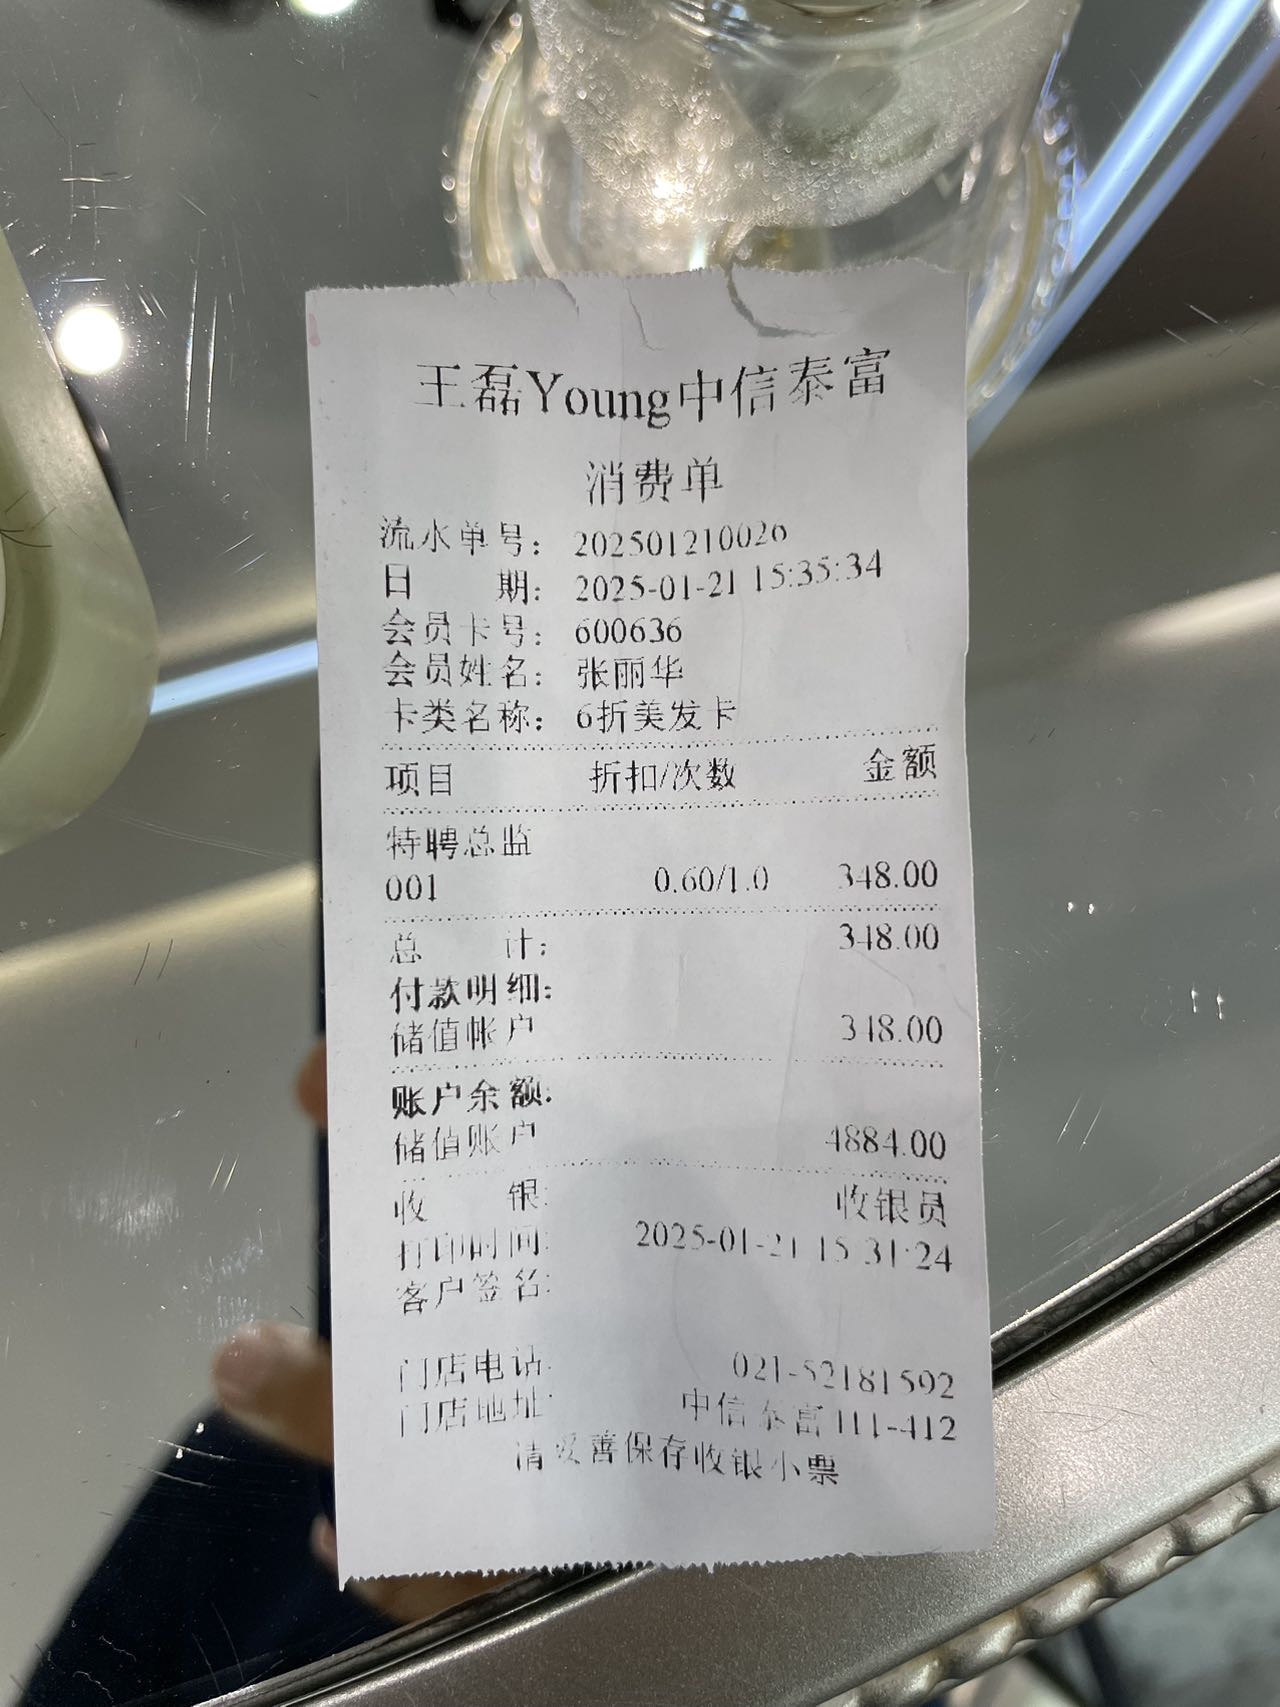 王磊Young中信泰富
消费单
流水单号： 202501210026
日 期： 2025-01-21 15:35:34
会员卡号： 600636
会员姓名： 张丽华
卡类名称： 6折美发卡
项目 折扣/次数 金额
特聘总监
001 0.60/1.0 348.00
总 计： 348.00
付款明细：
储值帐户 348.00
账户余额：
储值账户 4884.00
收 银： 收银员
打印时间： 2025-01-21 15:31:24
客户签名：
门店电话： 021-52181592
门店地址： 中信泰富111-412
请妥善保存收银小票